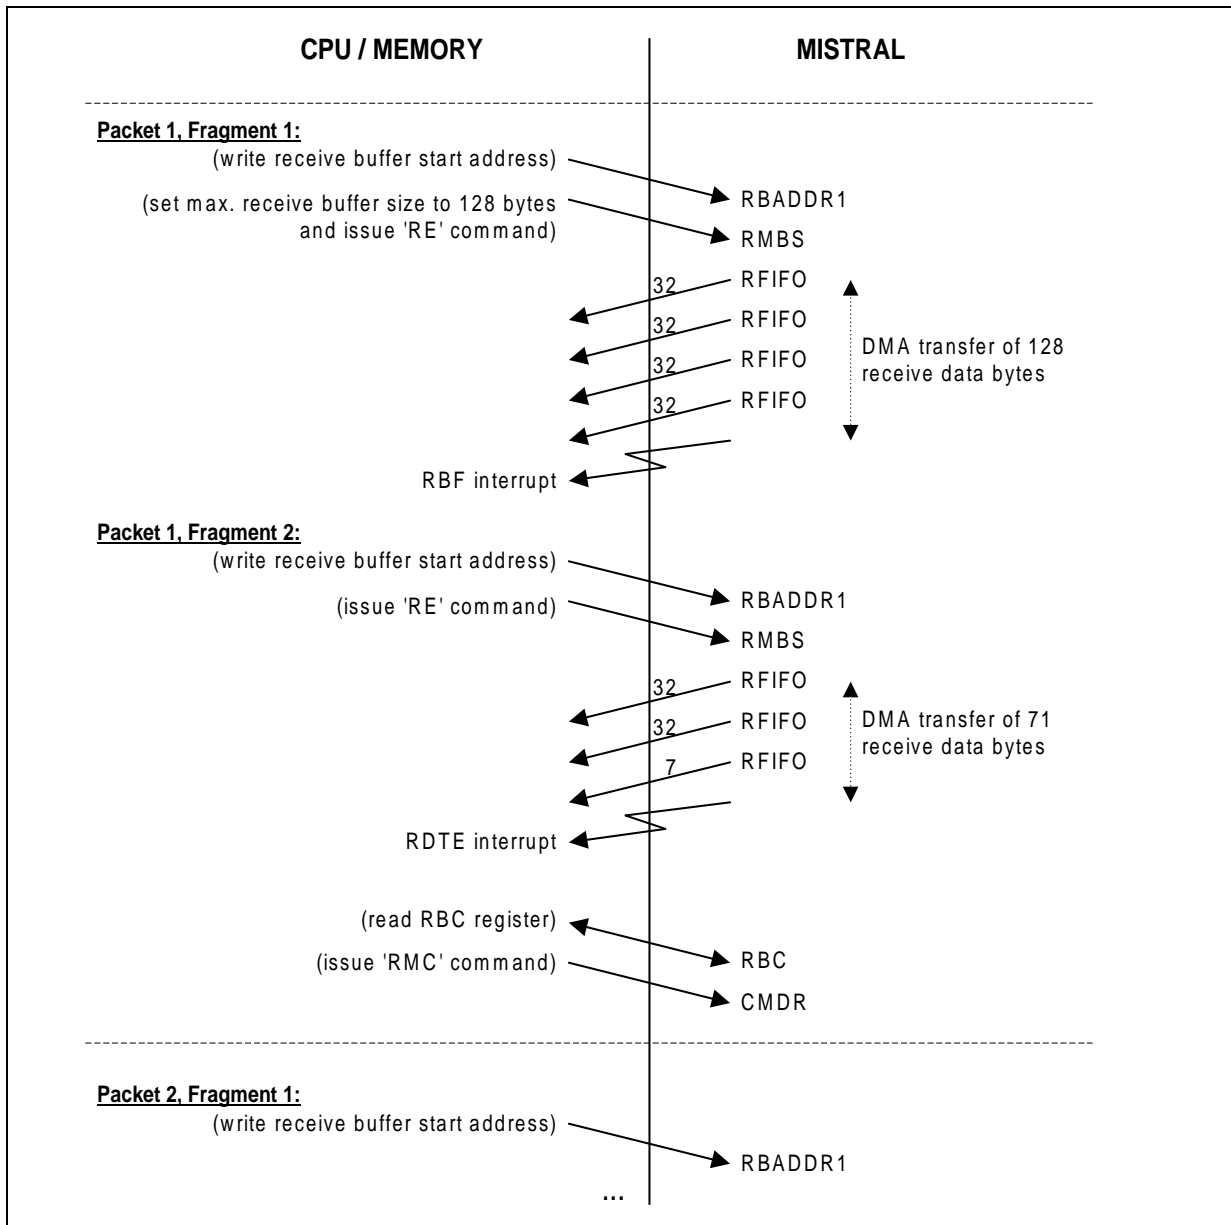 CPU / MEMORY MISTRAL
Packet 1, Fragment 1:
(write receive buffer start address)
RBADDR1
(set max. receive buffer size to 128 bytes
and issue 'RE' command)
RMBS
32 RFIFO
32 RFIFO
DMA transfer of 128
receive data bytes
32 RFIFO
32 RFIFO
RBF interrupt
Packet 1, Fragment 2:
(write receive buffer start address)
RBADDR1
(issue 'RE' command)
RMBS
32 RFIFO
32 RFIFO
DMA transfer of 71
receive data bytes
7 RFIFO
RDTE interrupt
(read RBC register)
RBC
(issue 'RMC' command)
CMDR
Packet 2, Fragment 1:
(write receive buffer start address)
RBADDR1
...